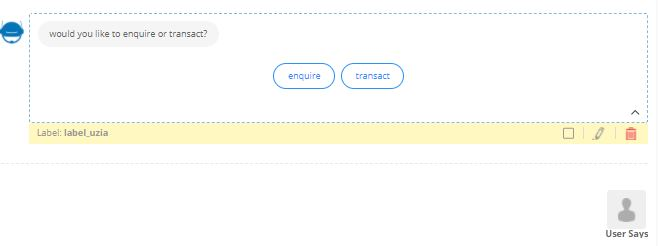 would you like to enquire or transact?
enquire transact
Label: label_uzia
User Says